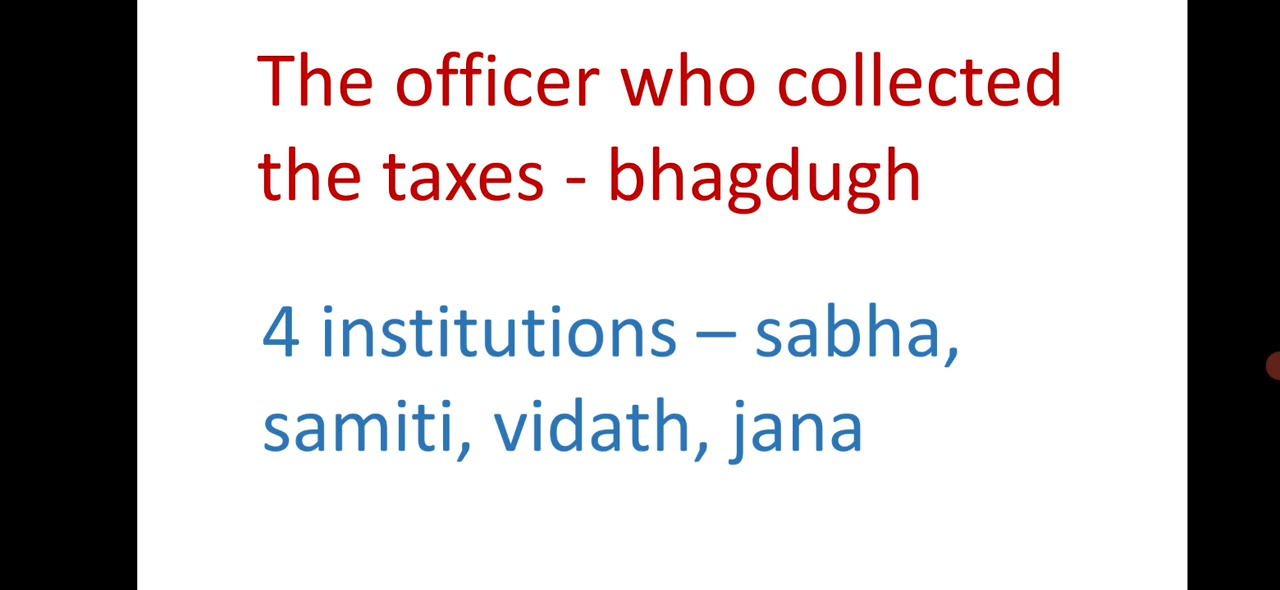 The officer who collected
the taxes - bhagdugh
4 institutions – sabha,
samiti, vidath, jana